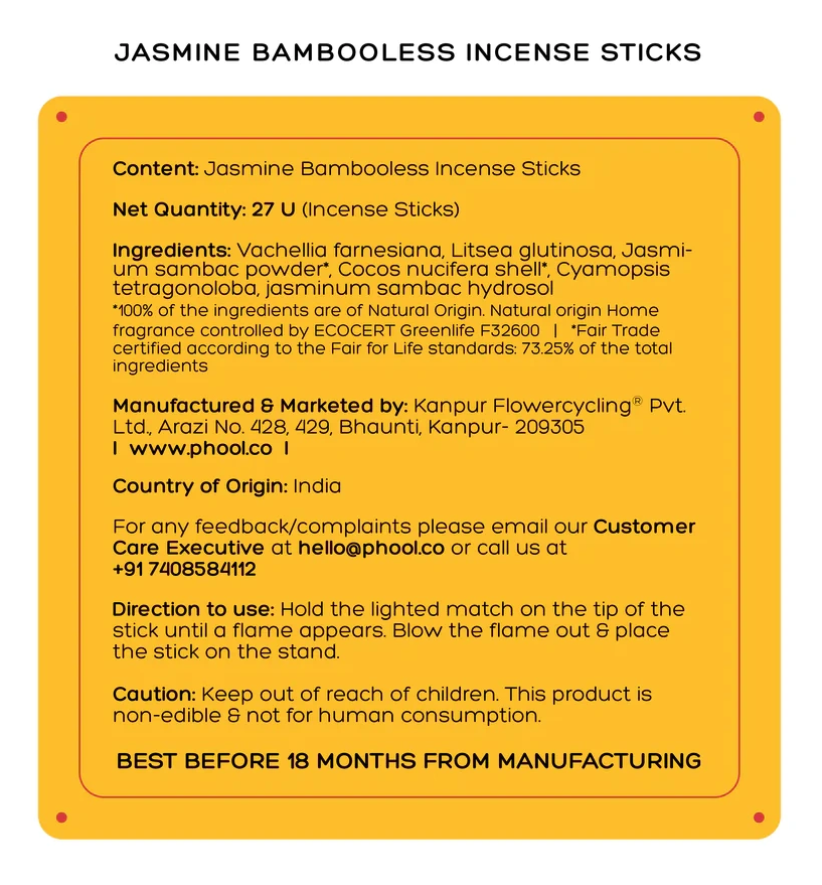 JASMINE BAMBOOLESS INCENSE STICKS
Content: Jasmine Bambooless Incense Sticks
Net Quantity: 27 U (Incense Sticks)
Ingredients: Vachellia farnesiana, Litsea glutinosa, Jasmi-
um sambac powder*, Cocos nucifera shell*, Cyamopsis
tetragonoloba, jasminum sambac hydrosol
*100% of the ingredients are of Natural Origin. Natural origin Home
fragrance controlled by ECOCERT Greenlife F32600 | *Fair Trade
certified according to the Fair for Life standards: 73.25% of the total
ingredients
Manufactured & Marketed by: Kanpur Flowercycling® Pvt.
Ltd., Arazi No. 428, 429, Bhaunti, Kanpur- 209305
| www.phool.co |
Country of Origin: India
For any feedback/complaints please email our Customer
Care Executive at hello@phool.co or call us at
+91 7408584112
Direction to use: Hold the lighted match on the tip of the
stick until a flame appears. Blow the flame out & place
the stick on the stand.
Caution: Keep out of reach of children. This product is
non-edible & not for human consumption.
BEST BEFORE 18 MONTHS FROM MANUFACTURING